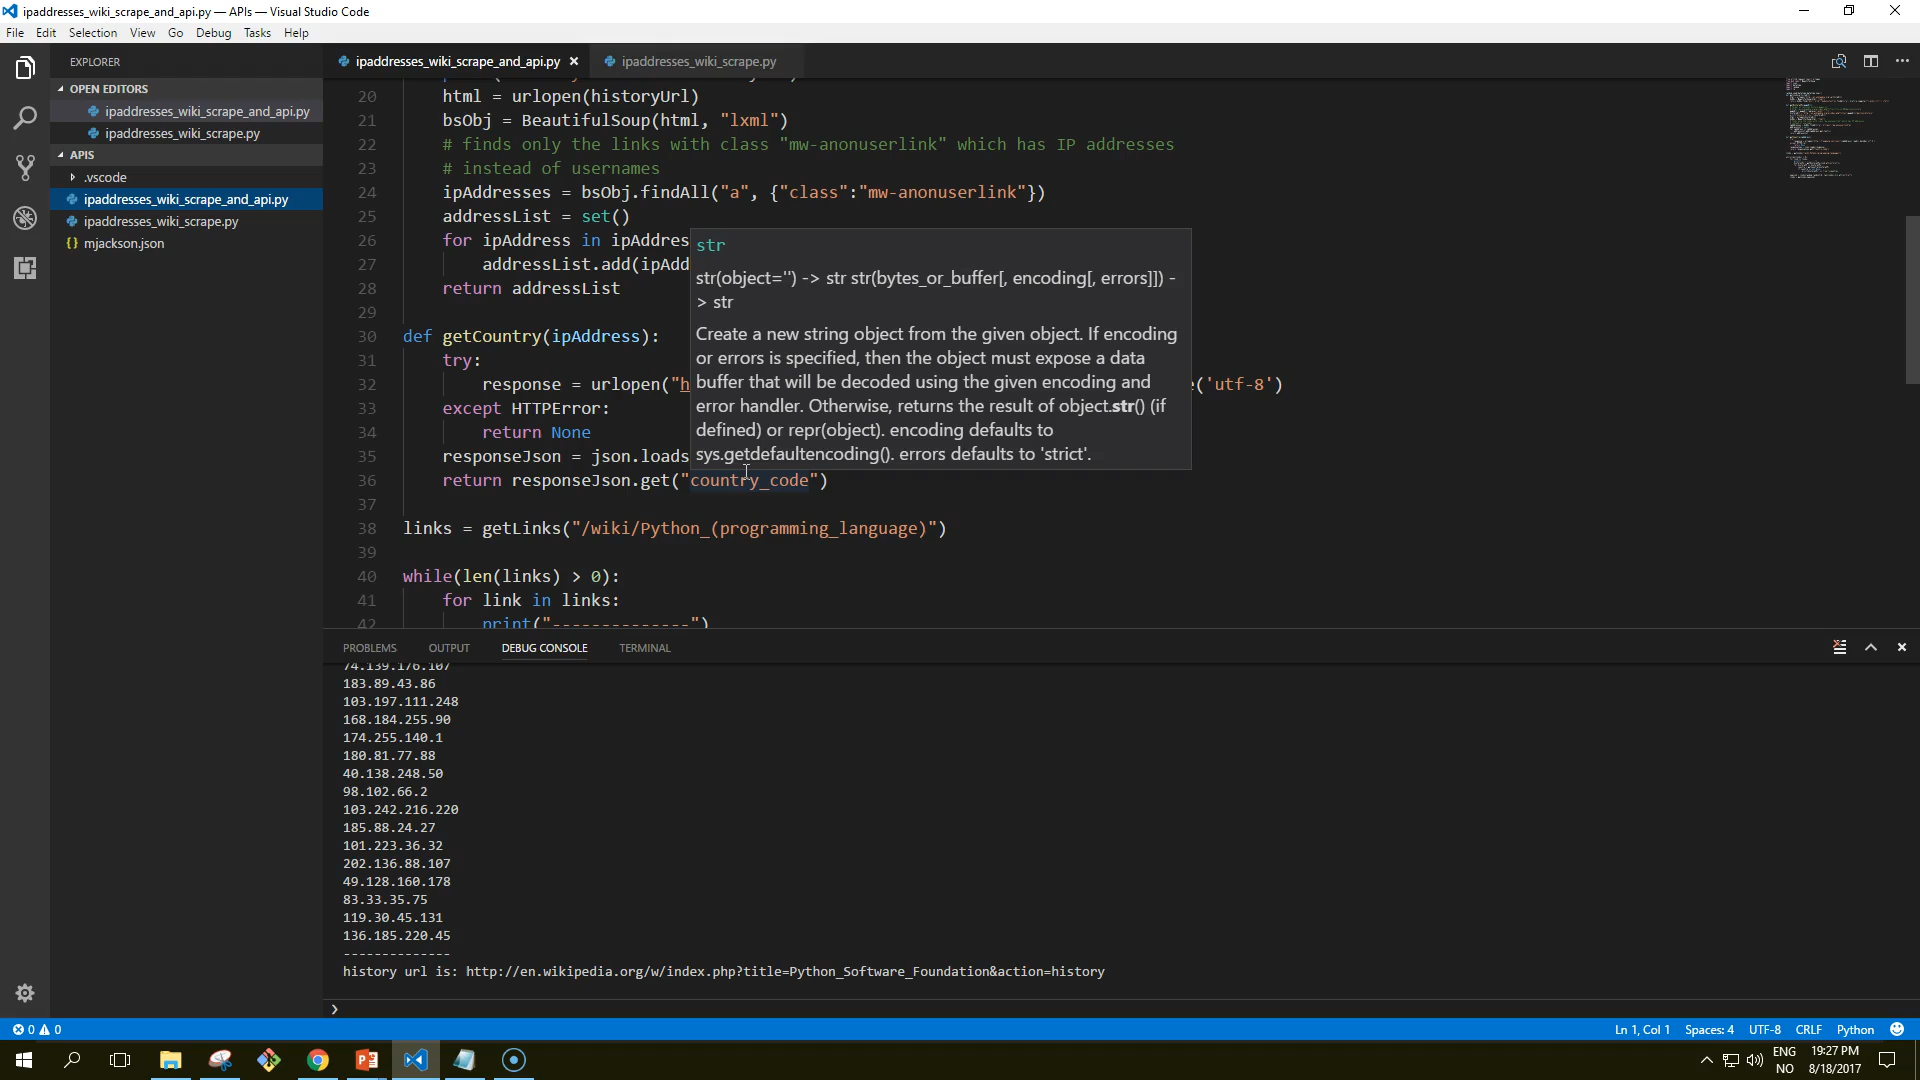 ipaddresses_wiki_scrape_and_api.py — APIs — Visual Studio Code
File Edit Selection View Go Debug Tasks Help
EXPLORER
OPEN EDITORS
ipaddresses_wiki_scrape_and_api.py
ipaddresses_wiki_scrape.py
APIS
.vscode
ipaddresses_wiki_scrape_and_api.py
ipaddresses_wiki_scrape.py
{} mjackson.json
ipaddresses_wiki_scrape_and_api.py ipaddresses_wiki_scrape.py
20 html = urlopen(historyUrl)
21 bsObj = BeautifulSoup(html, "lxml")
22 # finds only the links with class "mw-anonuserlink" which has IP addresses
23 # instead of usernames
24 ipAddresses = bsObj.findAll("a", {"class":"mw-anonuserlink"})
25 addressList = set()
26 for ipAddress in ipAddres
27 addressList.add(ipAdd
28 return addressList
29
30 def getCountry(ipAddress):
31 try:
32 response = urlopen("h e('utf-8')
33 except HTTPError:
34 return None
35 responseJson = json.loads
36 return responseJson.get("country_code")
37
38 links = getLinks("/wiki/Python_(programming_language)")
39
40 while(len(links) > 0):
41 for link in links:
42 print("--------------")
str
str(object='') -> str str(bytes_or_buffer[, encoding[, errors]]) -
> str
Create a new string object from the given object. If encoding
or errors is specified, then the object must expose a data
buffer that will be decoded using the given encoding and
error handler. Otherwise, returns the result of object.str() (if
defined) or repr(object). encoding defaults to
sys.getdefaultencoding(). errors defaults to 'strict'.
PROBLEMS OUTPUT DEBUG CONSOLE TERMINAL
74.139.176.107
183.89.43.86
103.197.111.248
168.184.255.90
174.255.140.1
180.81.77.88
40.138.248.50
98.102.66.2
103.242.216.220
185.88.24.27
101.223.36.32
202.136.88.107
49.128.160.178
83.33.35.75
119.30.45.131
136.185.220.45
--------------
history url is: http://en.wikipedia.org/w/index.php?title=Python_Software_Foundation&action=history
0 0 Ln 1, Col 1 Spaces: 4 UTF-8 CRLF Python
ENG 19:27 PM
NO 8/18/2017